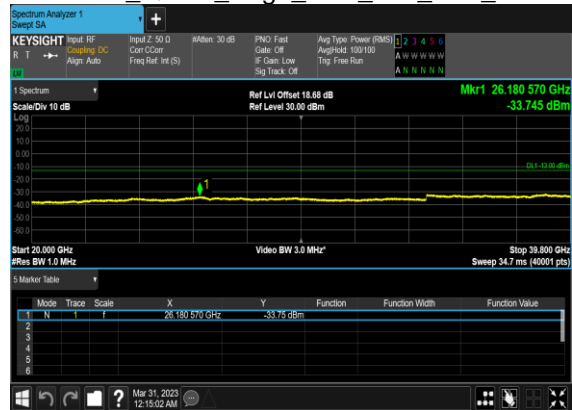 Spectrum Analyzer 1
Swept SA
+
KEYSIGHT Input: RF Input Z: 50 Ω #Atten: 30 dB PNO: Fast Avg Type: Power (RMS) 1 2 3 4 5 6
R T Coupling: DC Corr CCorr Gate: Off Avg|Hold: 100/100 A W W W W W
Align: Auto Freq Ref: Int (S) IF Gain: Low Trig: Free Run
Sig Track: Off A N N N N N
1 Spectrum Ref Lvl Offset 18.68 dB Mkr1 26.180 570 GHz
Scale/Div 10 dB Ref Level 30.00 dBm -33.745 dBm
Log
20.0
10.0
0.00
-10.0 DL1 -13.00 dBm
-20.0
-30.0 1
-40.0
-50.0
-60.0
Start 20.000 GHz Video BW 3.0 MHz* Stop 39.800 GHz
#Res BW 1.0 MHz Sweep 34.7 ms (40001 pts)
5 Marker Table
Mode Trace Scale X Y Function Function Width Function Value
1 N 1 f 26.180 570 GHz -33.75 dBm
2
3
4
5
6
? Mar 31, 2023
12:15:02 AM